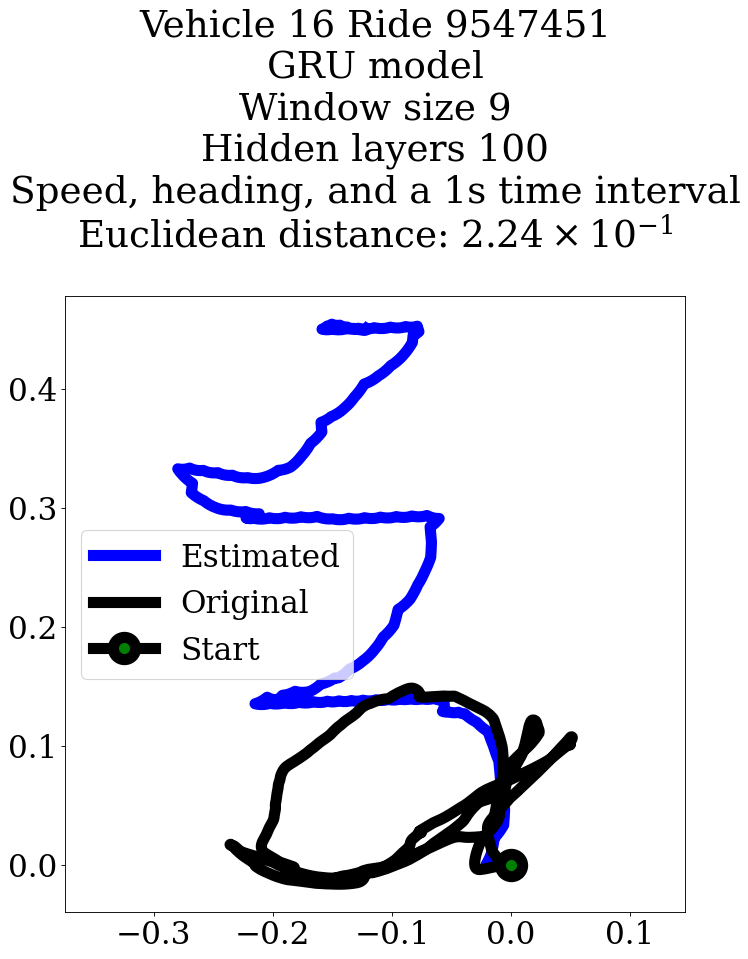 Vehicle 16 Ride 9547451
GRU model
Window size 9
Hidden layers 100
Speed, heading, and a 1s time interval
Euclidean distance: 2.24 × 10⁻¹
0.4
0.3
0.2
0.1
0.0
Estimated
Original
Start
−0.3 −0.2 −0.1 0.0 0.1